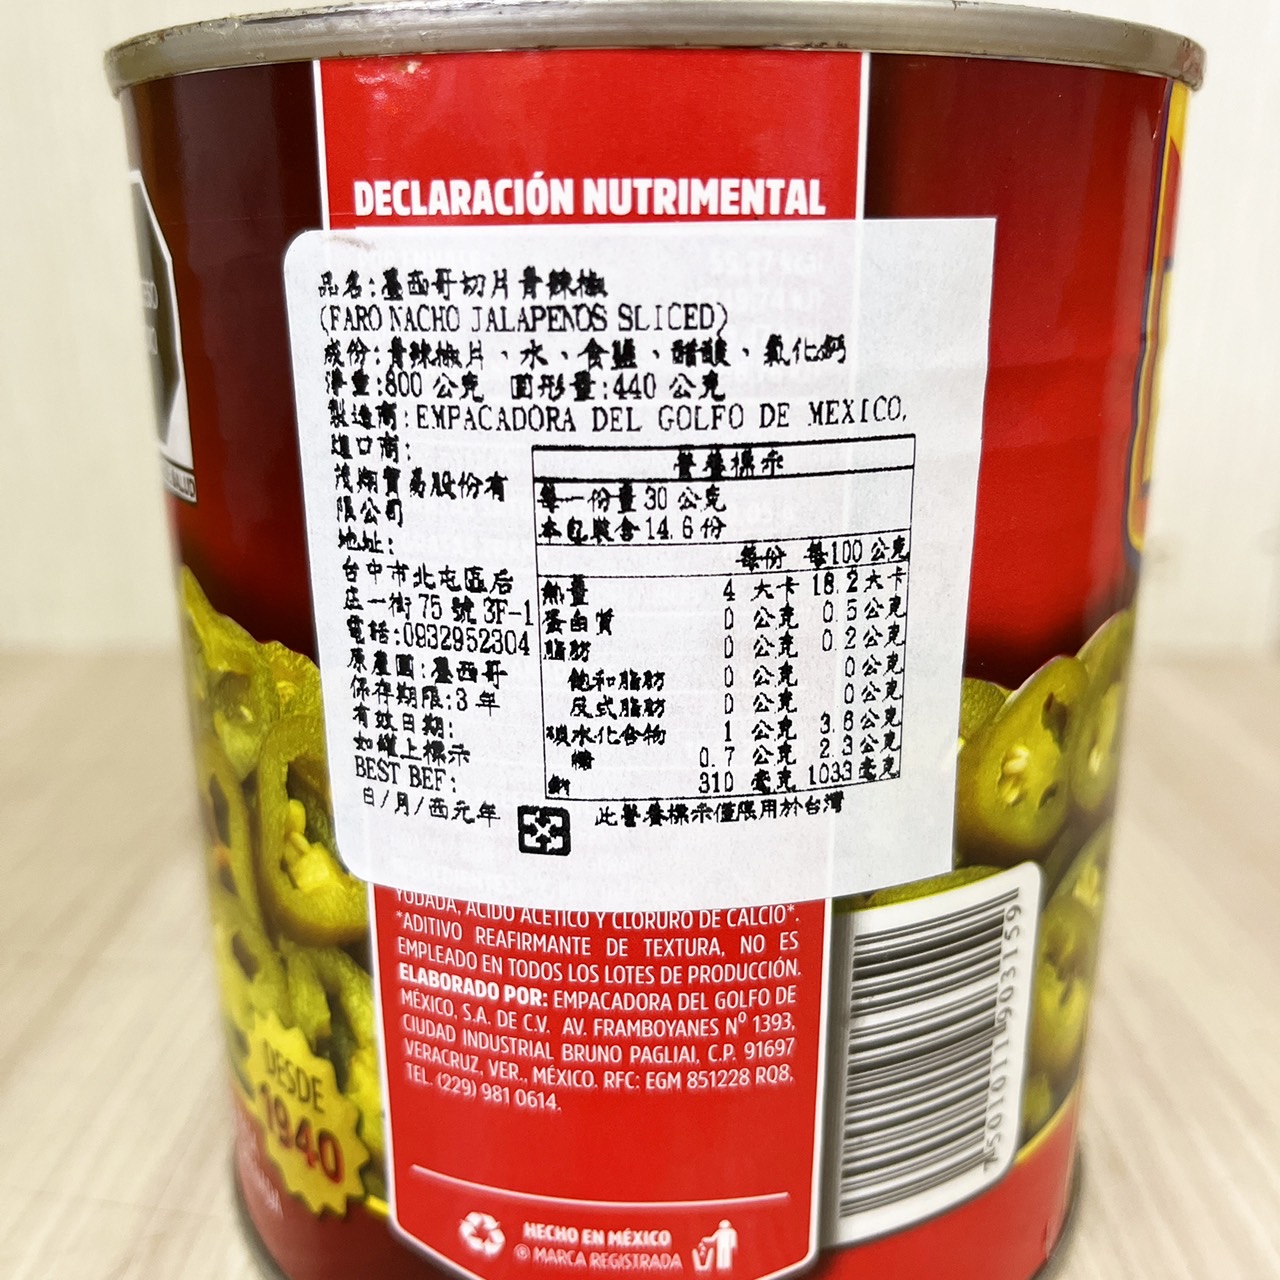 DECLARACIÓN NUTRIMENTAL
品名:墨西哥切片青辣椒
(FARO NACHO JALAPENOS SLICED)
成份:青辣椒片、水、食鹽、醋酸、氯化鈣
淨重:800 公克 固形量:440 公克
製造商:EMPACADORA DEL GOLFO DE MEXICO,
進口商:
茂翔貿易股份有
限公司
地址:
台中市北屯區后
庄一街75 號 3F-1
電話:0932952304
原產國:墨西哥
保存期限:3 年
有效日期:
如罐上標示
BEST BEF:
日/月/西元年
營養標示
每一份量 30 公克
本包裝含 14.6 份
每份 每100 公克
熱量 4 大卡 18.2大卡
蛋白質 0 公克 0.5公克
脂肪 0 公克 0.2公克
飽和脂肪 0 公克 0公克
反式脂肪 0 公克 0公克
碳水化合物 1 公克 3.6公克
糖 0.7 公克 2.3公克
鈉 310 毫克 1033毫克
此營養標示僅限用於台灣
YODADA, ÁCIDO ACÉTICO Y CLORURO DE CALCIO*.
*ADITIVO REAFIRMANTE DE TEXTURA, NO ES
EMPLEADO EN TODOS LOS LOTES DE PRODUCCIÓN.
ELABORADO POR: EMPACADORA DEL GOLFO DE
MÉXICO, S.A. DE C.V. AV. FRAMBOYANES Nº 1393,
CIUDAD INDUSTRIAL BRUNO PAGLIAI, C.P. 91697
VERACRUZ, VER., MÉXICO. RFC: EGM 851228 RQ8,
TEL. (229) 981 0614.
HECHO EN MÉXICO
® MARCA REGISTRADA
DESDE
1940
7501011903159